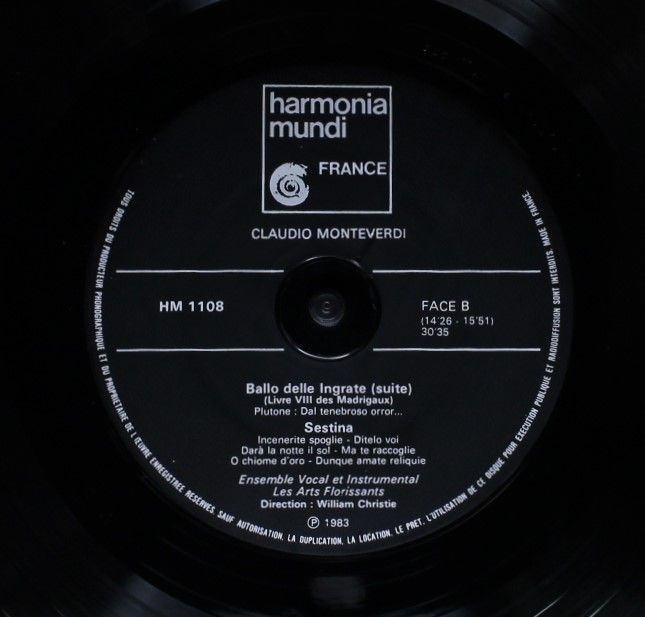 harmonia
mundi
FRANCE
CLAUDIO MONTEVERDI
HM 1108
FACE B
(14'26 - 15'51)
30'35
Ballo delle Ingrate (suite)
(Livre VIII des Madrigaux)
Plutone : Dal tenebroso orror...
Sestina
Incenerite spoglie - Ditelo voi
Darà la notte il sol - Ma te raccoglie
O chiome d'oro - Dunque amate reliquie
Ensemble Vocal et Instrumental
Les Arts Florissants
Direction : William Christie
Ⓟ 1983
TOUS DROITS DU PRODUCTEUR PHONOGRAPHIQUE ET DU PROPRIETAIRE DE L'ŒUVRE ENREGISTREE RESERVES. SAUF AUTORISATION, LA DUPLICATION, LA LOCATION, LE PRET, L'UTILISATION DE CE DISQUE POUR EXECUTION PUBLIQUE ET RADIODIFFUSION SONT INTERDITS. MADE IN FRANCE.